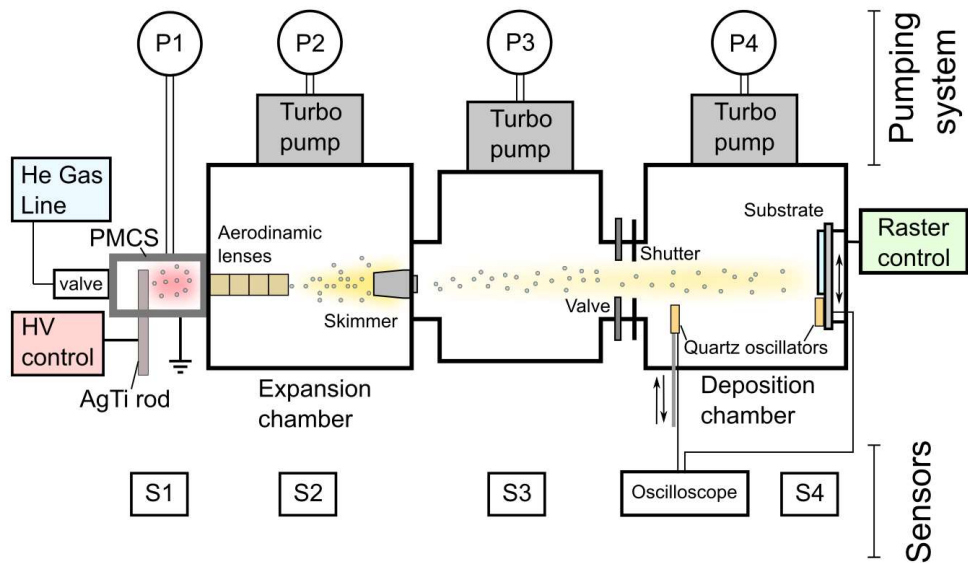 P1
P2
P3
P4
Pumping
system
Turbo
pump
Turbo
pump
Turbo
pump
He Gas
Line
PMCS
valve
HV
control
AgTi rod
Aerodinamic
lenses
Skimmer
Expansion
chamber
Valve
Shutter
Substrate
Raster
control
Quartz oscillators
Deposition
chamber
S1
S2
S3
Oscilloscope
S4
Sensors